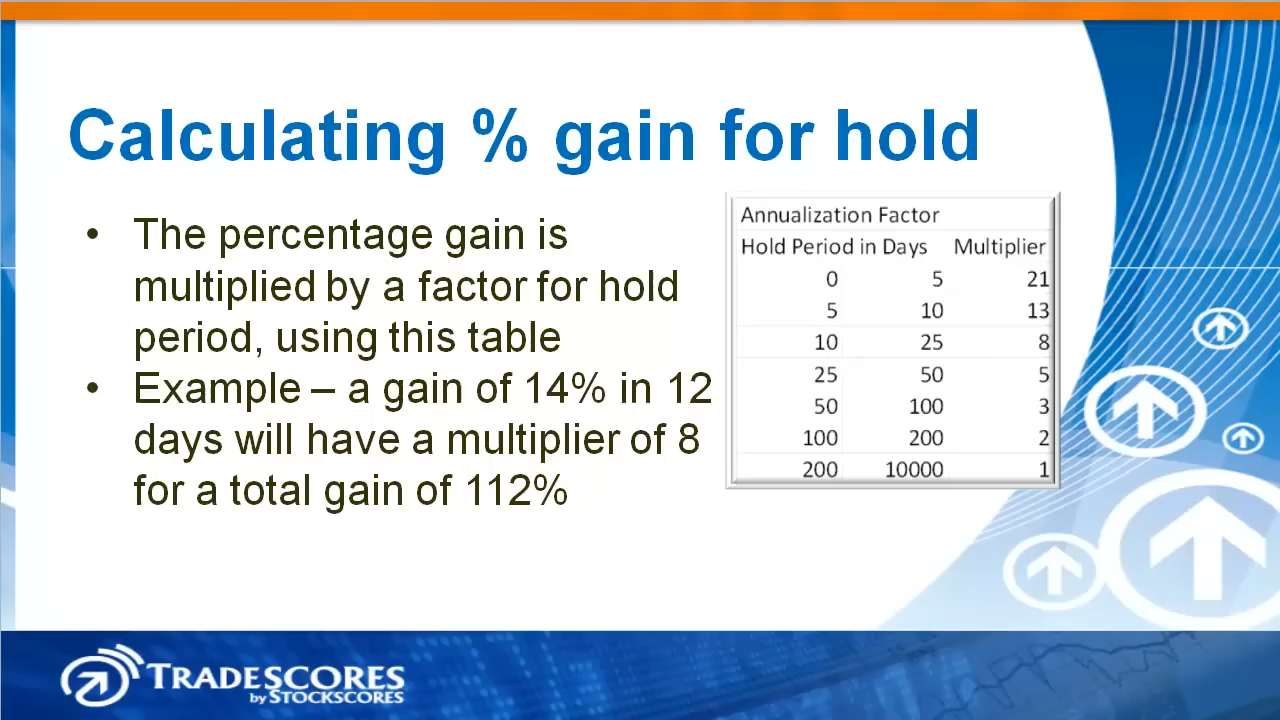 Calculating % gain for hold
• The percentage gain is
multiplied by a factor for hold
period, using this table
• Example – a gain of 14% in 12
days will have a multiplier of 8
for a total gain of 112%
Annualization Factor
Hold Period in Days Multiplier
0 5 21
5 10 13
10 25 8
25 50 5
50 100 3
100 200 2
200 10000 1
TRADESCORES
by STOCKSCORES